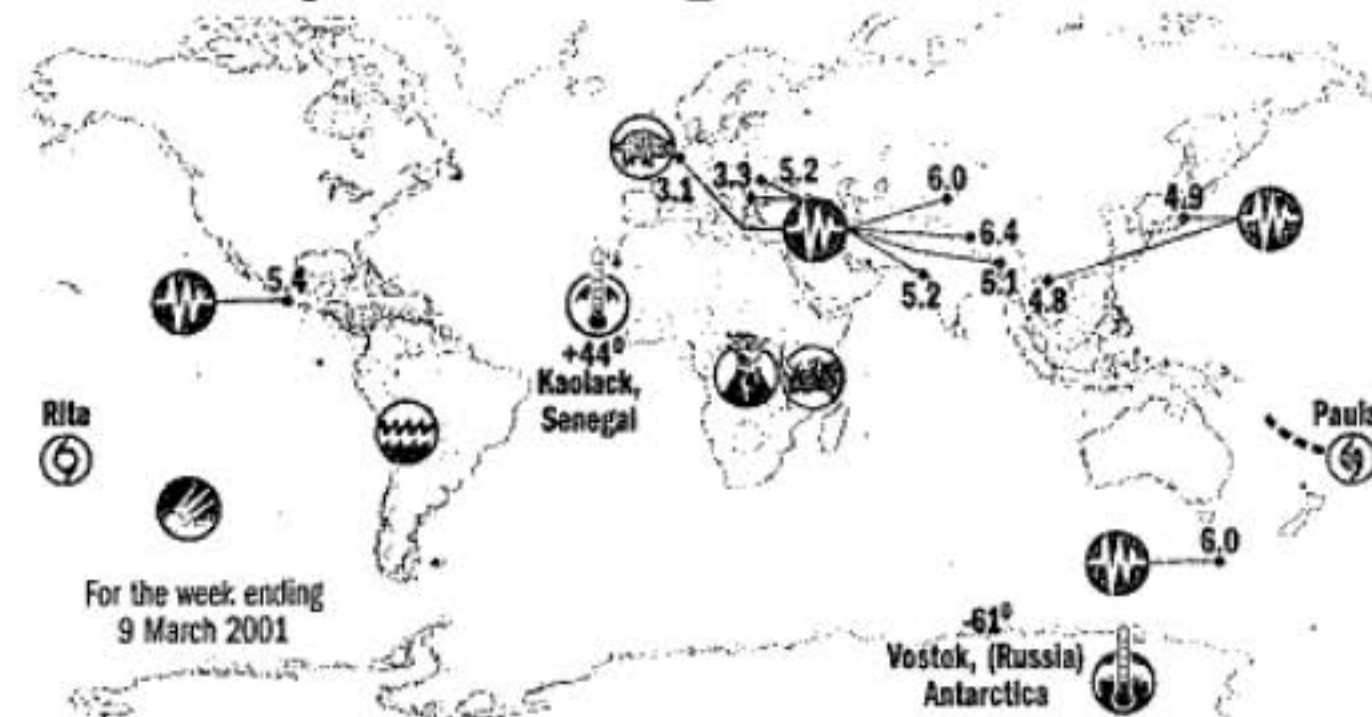 3.1
3.3
5.2
6.0
4.9
6.4
5.1
5.2
4.8
5.4
+44°
Kaolack,
Senegal
Rita
Paula
6.0
For the week ending
9 March 2001
-61°
Vostok, (Russia)
Antarctica